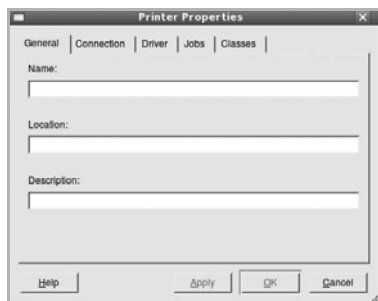 Printer Properties
General Connection Driver Jobs Classes
Name:
Location:
Description:
Help Apply OK Cancel